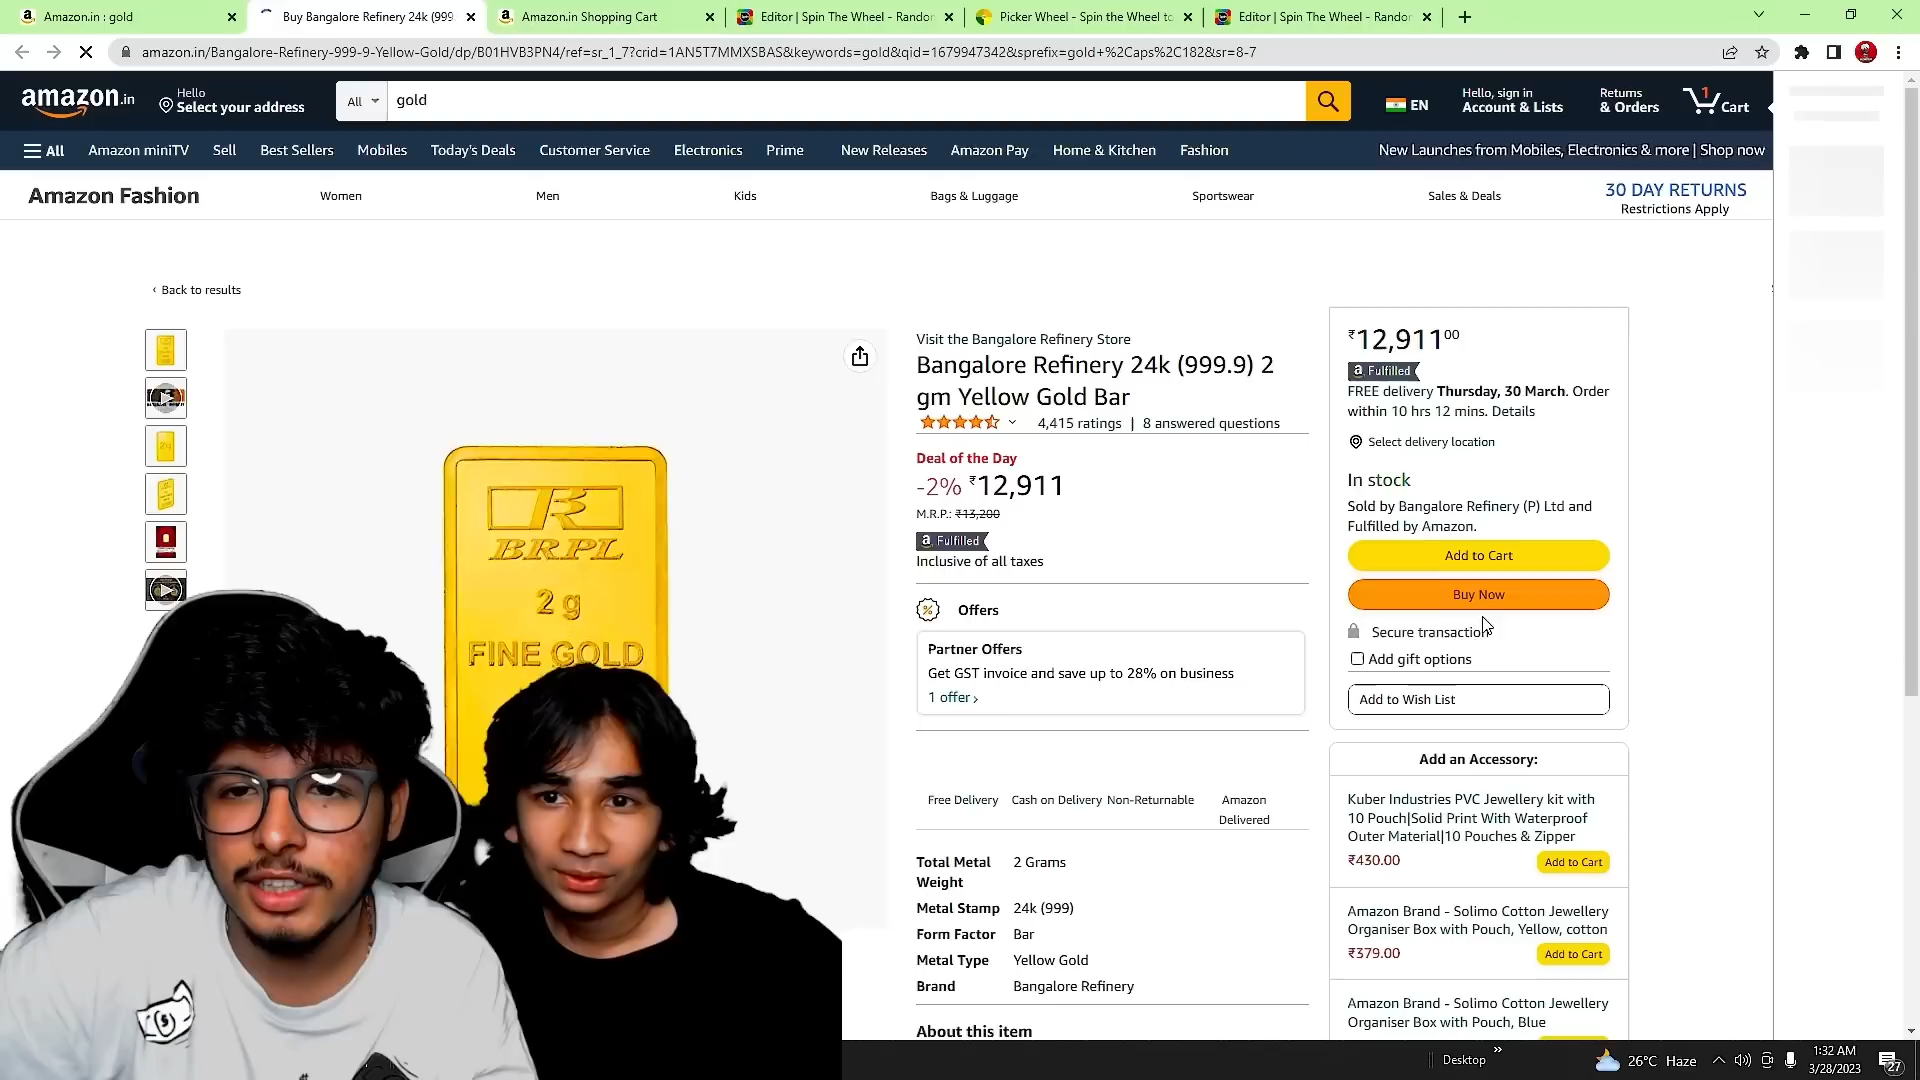 Amazon.in : gold
Buy Bangalore Refinery 24k (999.
Amazon.in Shopping Cart
Editor | Spin The Wheel - Random
Picker Wheel - Spin the Wheel to
Editor | Spin The Wheel - Random
amazon.in/Bangalore-Refinery-999-9-Yellow-Gold/dp/B01HVB3PN4/ref=sr_1_7?crid=1AN5T7MMXSBAS&keywords=gold&qid=1679947342&sprefix=gold+%2Caps%2C182&sr=8-7
amazon.in
Hello
Select your address
All
gold
EN
Hello, sign in
Account & Lists
Returns
& Orders
1
Cart
All
Amazon miniTV
Sell
Best Sellers
Mobiles
Today's Deals
Customer Service
Electronics
Prime
New Releases
Amazon Pay
Home & Kitchen
Fashion
New Launches from Mobiles, Electronics & more | Shop now
Amazon Fashion
Women
Men
Kids
Bags & Luggage
Sportswear
Sales & Deals
30 DAY RETURNS
Restrictions Apply
‹ Back to results
BRPL
2 g
FINE GOLD
Visit the Bangalore Refinery Store
Bangalore Refinery 24k (999.9) 2
gm Yellow Gold Bar
4,415 ratings | 8 answered questions
Deal of the Day
-2% ₹12,911
M.R.P.: ₹13,200
a Fulfilled
Inclusive of all taxes
Offers
Partner Offers
Get GST invoice and save up to 28% on business
1 offer ›
Free Delivery
Cash on Delivery
Non-Returnable
Amazon
Delivered
Total Metal
Weight
2 Grams
Metal Stamp 24k (999)
Form Factor Bar
Metal Type Yellow Gold
Brand Bangalore Refinery
About this item
₹12,91100
a Fulfilled
FREE delivery Thursday, 30 March. Order
within 10 hrs 12 mins. Details
Select delivery location
In stock
Sold by Bangalore Refinery (P) Ltd and
Fulfilled by Amazon.
Add to Cart
Buy Now
Secure transaction
Add gift options
Add to Wish List
Add an Accessory:
Kuber Industries PVC Jewellery kit with
10 Pouch|Solid Print With Waterproof
Outer Material|10 Pouches & Zipper
₹430.00
Add to Cart
Amazon Brand - Solimo Cotton Jewellery
Organiser Box with Pouch, Yellow, cotton
₹379.00
Add to Cart
Amazon Brand - Solimo Cotton Jewellery
Organiser Box with Pouch, Blue
Desktop
26°C Haze
1:32 AM
3/28/2023
27